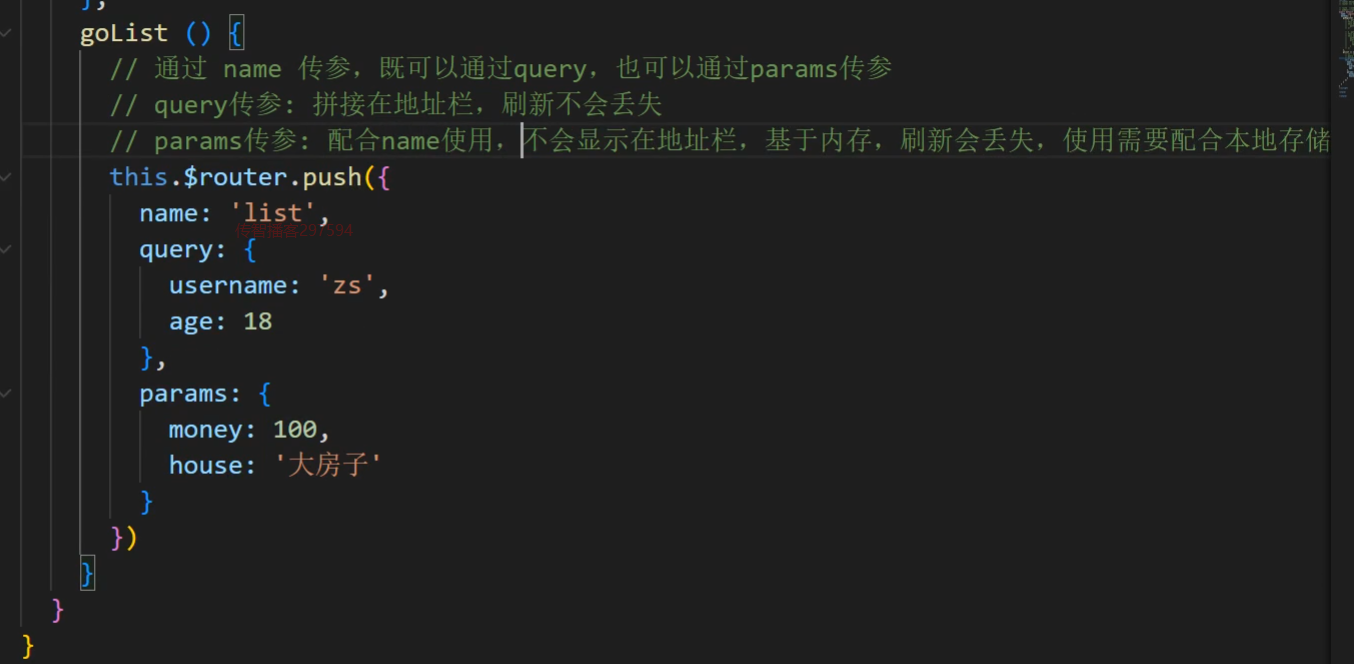 },
goList () {
// 通过 name 传参，既可以通过query，也可以通过params传参
// query传参: 拼接在地址栏，刷新不会丢失
// params传参: 配合name使用，不会显示在地址栏，基于内存，刷新会丢失，使用需要配合本地存储
this.$router.push({
name: 'list',
传智播客297594
query: {
username: 'zs',
age: 18
},
params: {
money: 100,
house: '大房子'
}
})
}
}
}